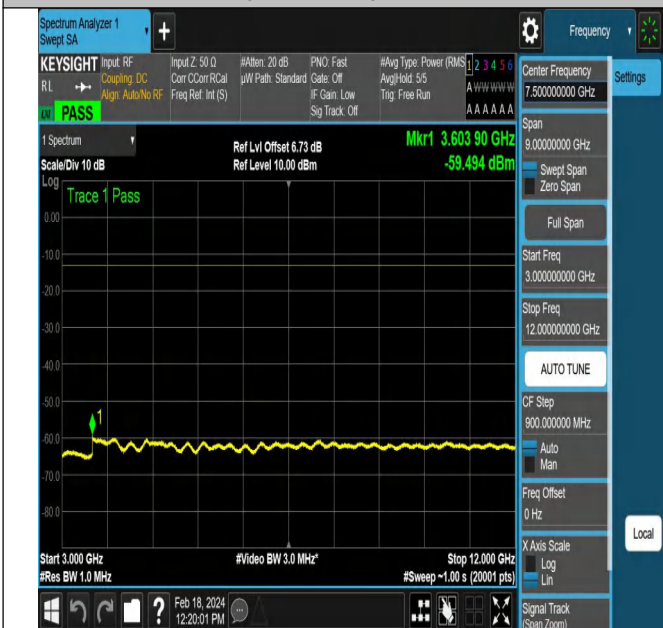 Spectrum Analyzer 1
Swept SA
+
Frequency
KEYSIGHT
RL
LXI PASS
Input: RF
Coupling: DC
Align: Auto/No RF
Input Z: 50 Ω
Corr CCorr RCal
Freq Ref: Int (S)
#Atten: 20 dB
µW Path: Standard
PNO: Fast
Gate: Off
IF Gain: Low
Sig Track: Off
#Avg Type: Power (RMS
Avg|Hold: 5/5
Trig: Free Run
1 2 3 4 5 6
A W W W W W
A A A A A A
1 Spectrum
Scale/Div 10 dB
Ref Lvl Offset 6.73 dB
Ref Level 10.00 dBm
Mkr1 3.603 90 GHz
-59.494 dBm
Log
Trace 1 Pass
0.00
-10.0
-20.0
-30.0
-40.0
-50.0
-60.0
-70.0
-80.0
1
Start 3.000 GHz
#Res BW 1.0 MHz
#Video BW 3.0 MHz*
Stop 12.000 GHz
#Sweep ~1.00 s (20001 pts)
?
Feb 18, 2024
12:20:01 PM
Center Frequency
7.500000000 GHz
Settings
Span
9.00000000 GHz
Swept Span
Zero Span
Full Span
Start Freq
3.000000000 GHz
Stop Freq
12.000000000 GHz
AUTO TUNE
CF Step
900.000000 MHz
Auto
Man
Freq Offset
0 Hz
X Axis Scale
Log
Lin
Signal Track
(Span Zoom)
Local